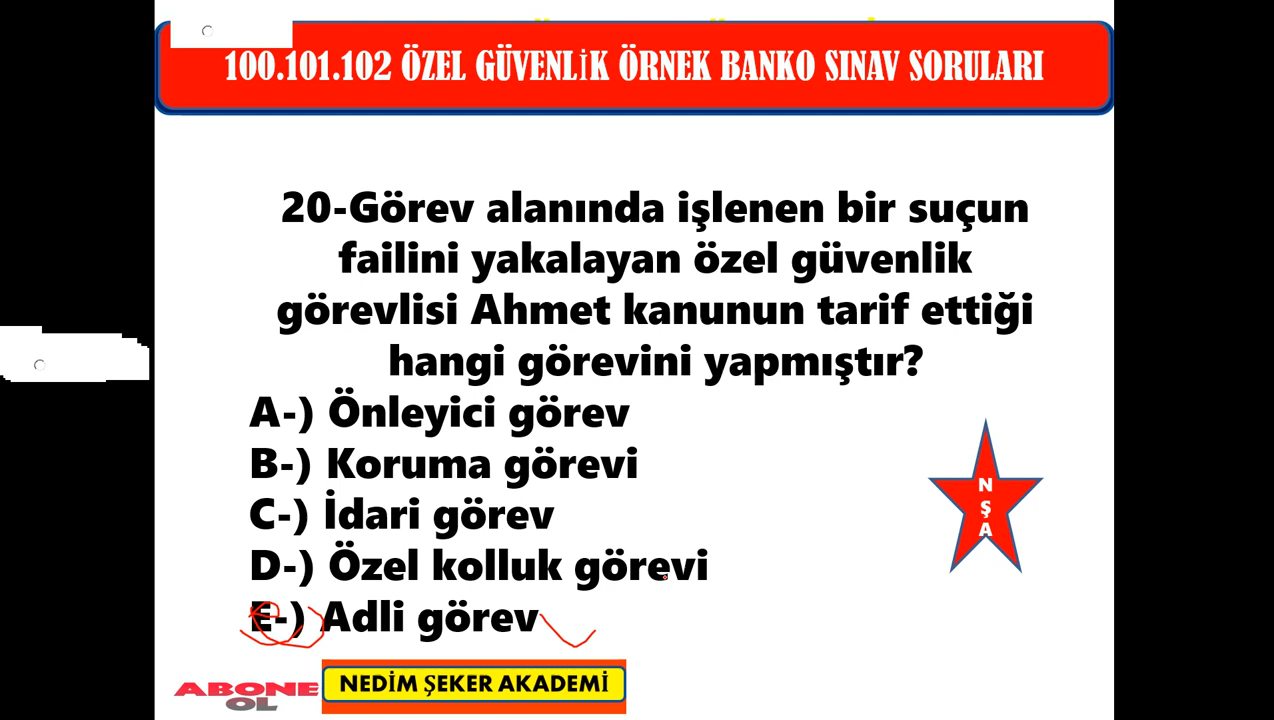 100.101.102 ÖZEL GÜVENLİK ÖRNEK BANKO SINAV SORULARI
20-Görev alanında işlenen bir suçun
failini yakalayan özel güvenlik
görevlisi Ahmet kanunun tarif ettiği
hangi görevini yapmıştır?
A-) Önleyici görev
B-) Koruma görevi
C-) İdari görev
D-) Özel kolluk görevi
E-) Adli görev
N
Ş
A
ABONE
OL
NEDİM ŞEKER AKADEMİ